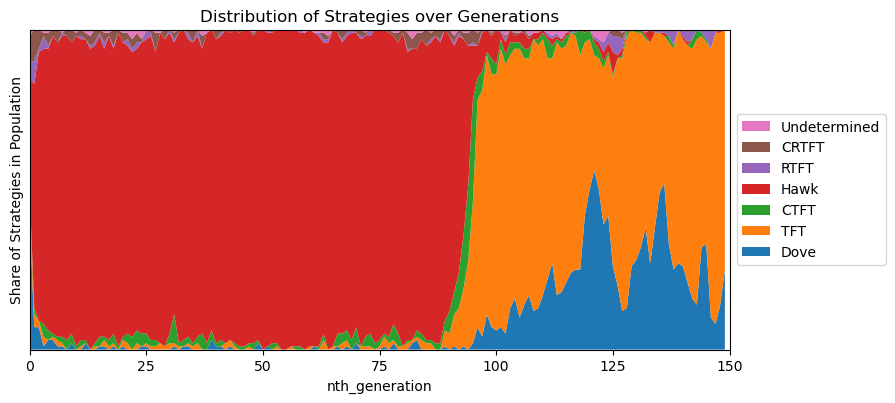 Distribution of Strategies over Generations
Share of Strategies in Population
0 25 50 75 100 125 150
nth_generation
Undetermined
CRTFT
RTFT
Hawk
CTFT
TFT
Dove